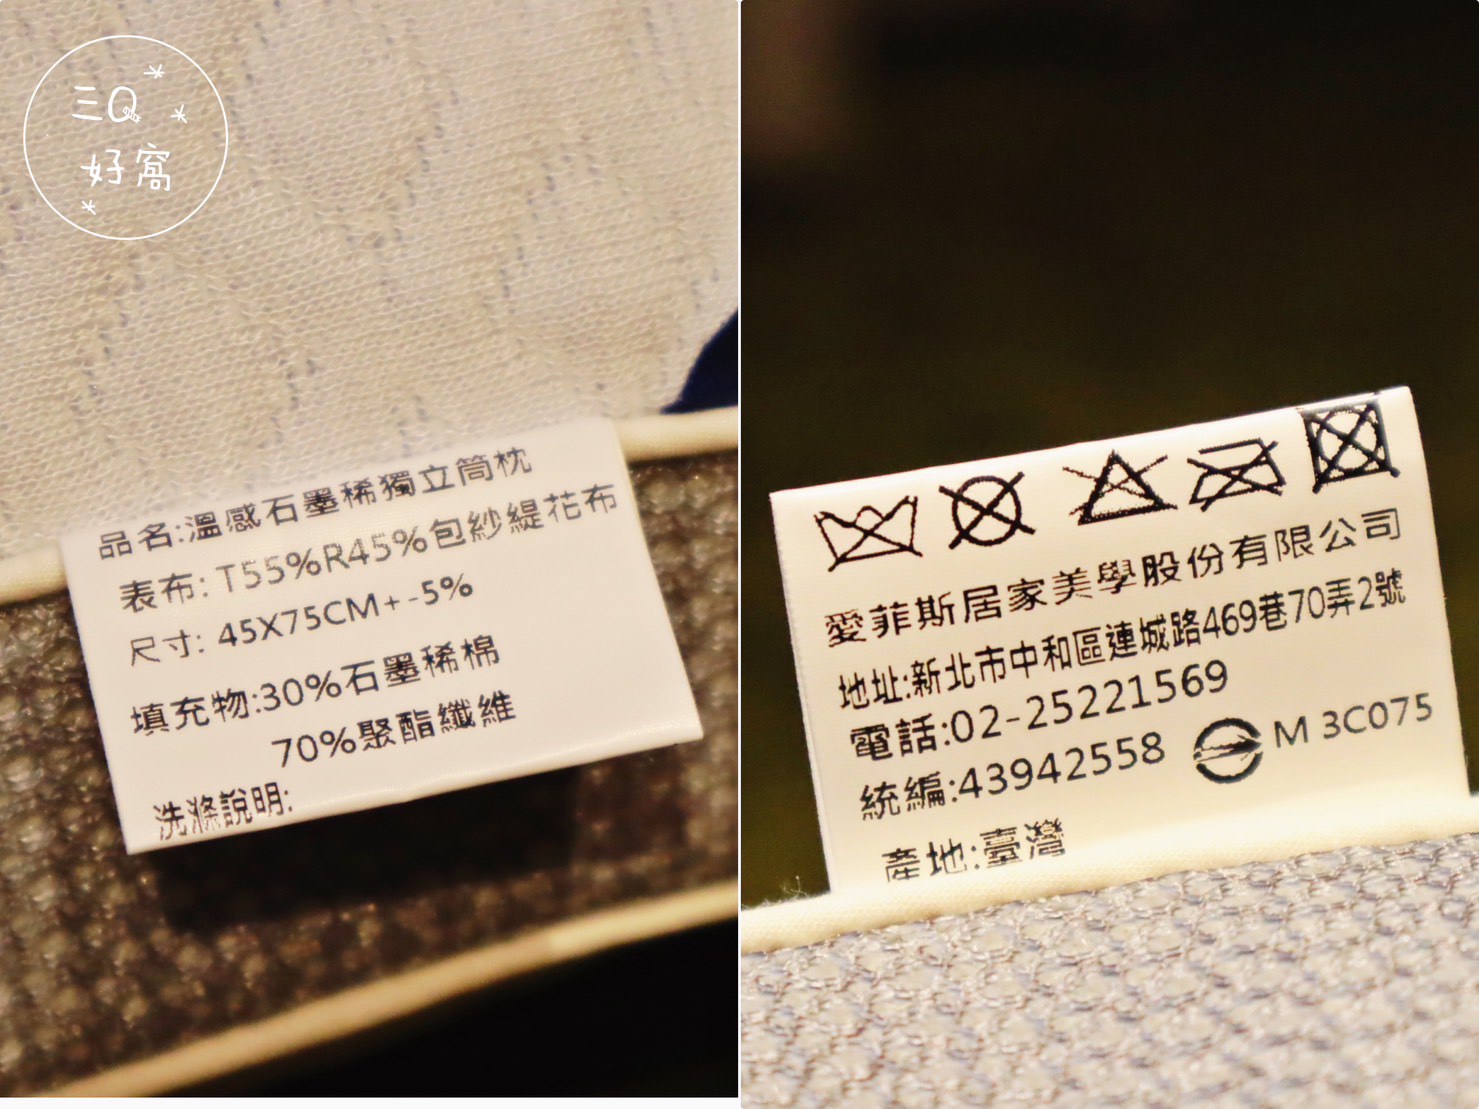 三Q
好窩
品名:溫感石墨稀獨立筒枕
表布: T55%R45%包紗緹花布
尺寸: 45X75CM+-5%
填充物:30%石墨稀棉
70%聚酯纖維
洗滌說明:
愛菲斯居家美學股份有限公司
地址:新北市中和區連城路469巷70弄2號
電話:02-25221569
統編:43942558 M 3C075
產地:臺灣